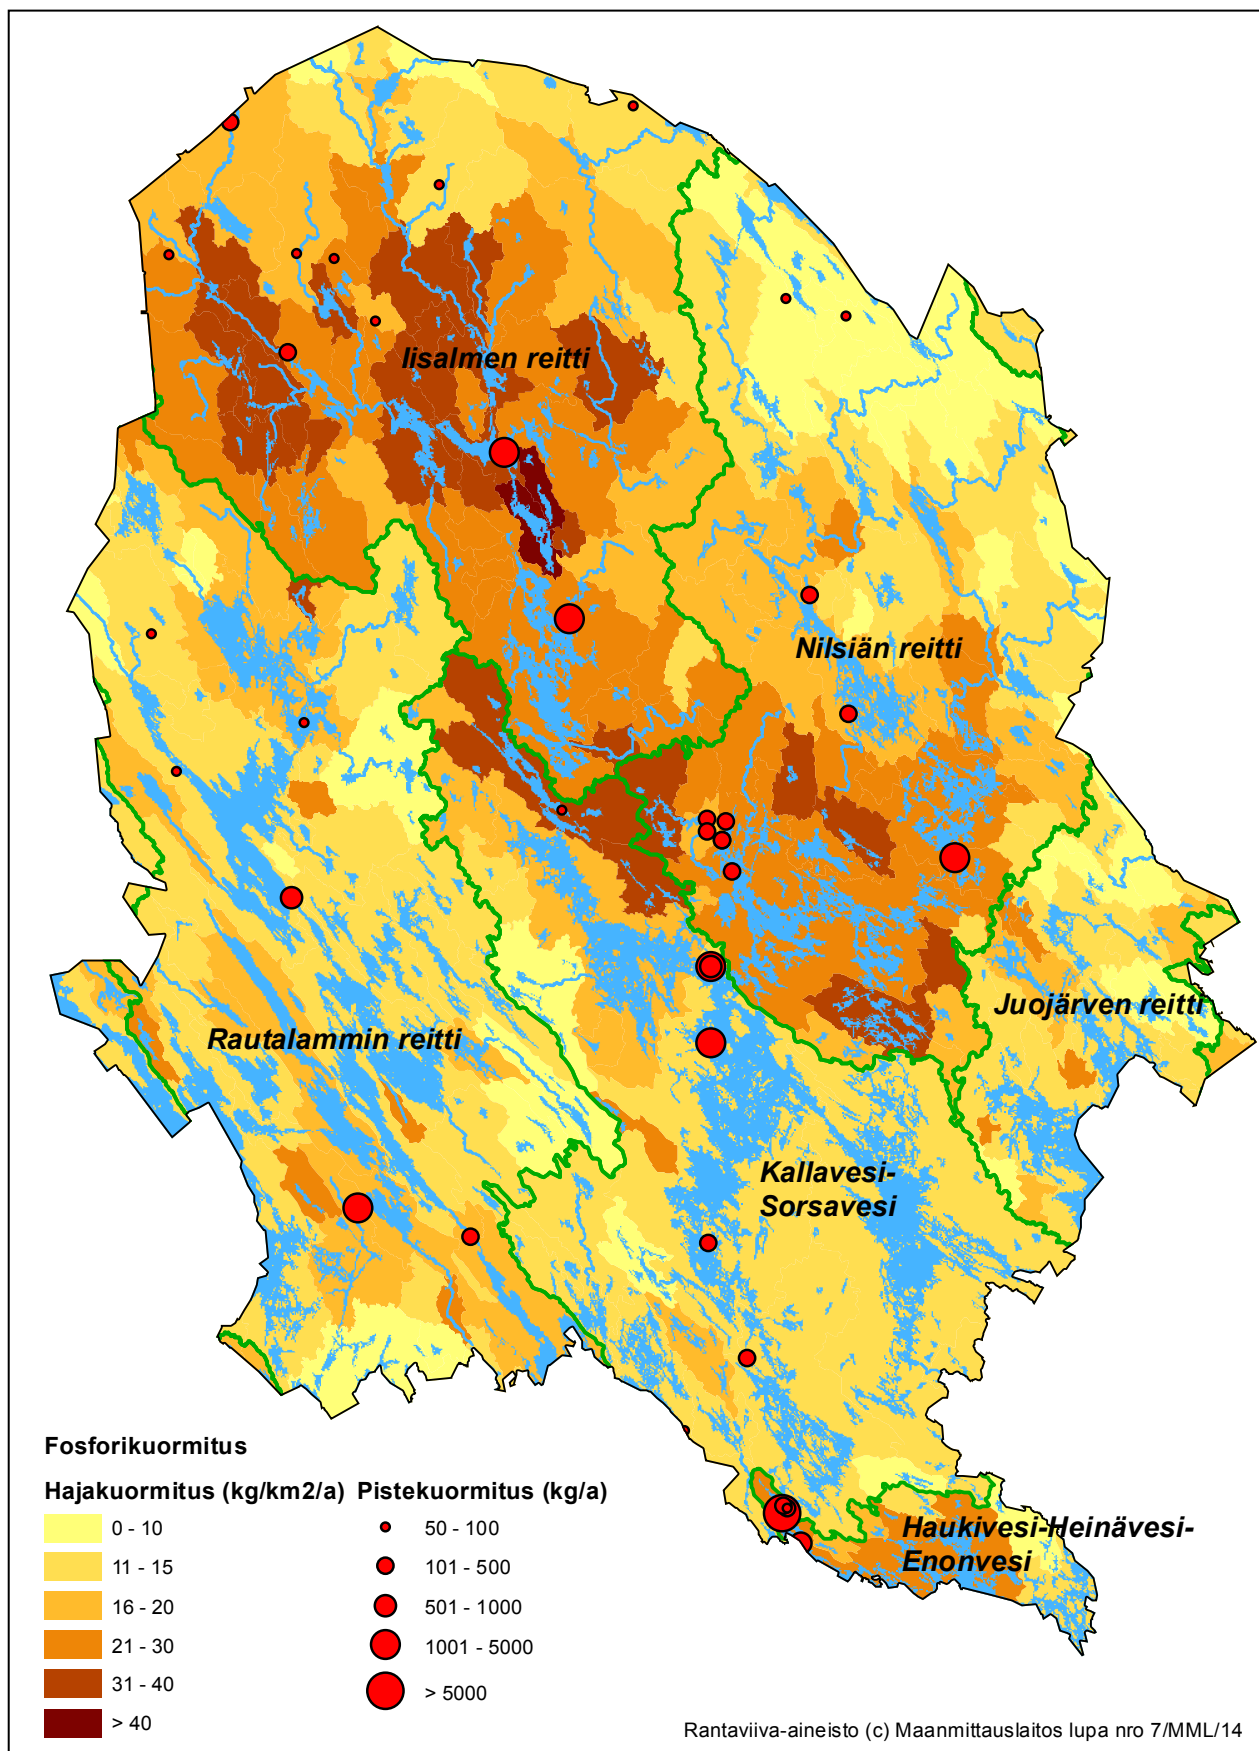 Iisalmen reitti
Nilsiän reitti
Juojärven reitti
Rautalammin reitti
Kallavesi-
Sorsavesi
Haukivesi-Heinävesi-
Enonvesi
Fosforikuormitus
Hajakuormitus (kg/km2/a)
0 - 10
11 - 15
16 - 20
21 - 30
31 - 40
> 40
Pistekuormitus (kg/a)
50 - 100
101 - 500
501 - 1000
1001 - 5000
> 5000
Rantaviiva-aineisto (c) Maanmittauslaitos lupa nro 7/MML/14